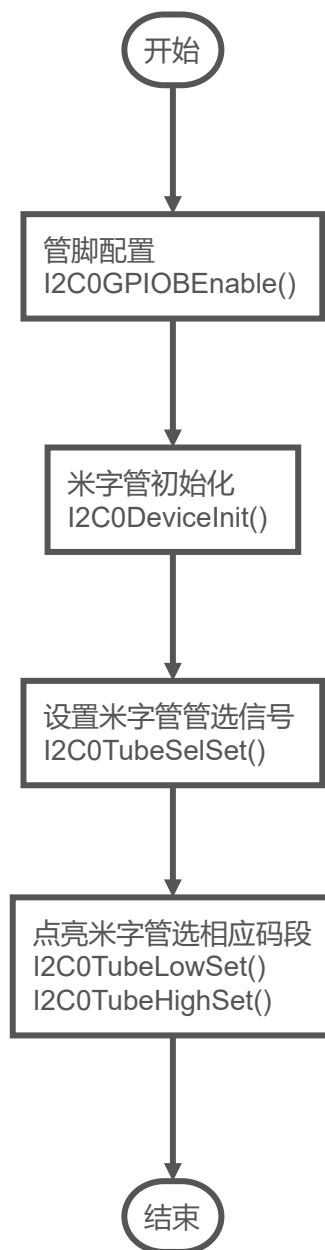 开始
管脚配置
I2C0GPIOBEnable()
米字管初始化
I2C0DeviceInit()
设置米字管管选信号
I2C0TubeSelSet()
点亮米字管选相应码段
I2C0TubeLowSet()
I2C0TubeHighSet()
结束